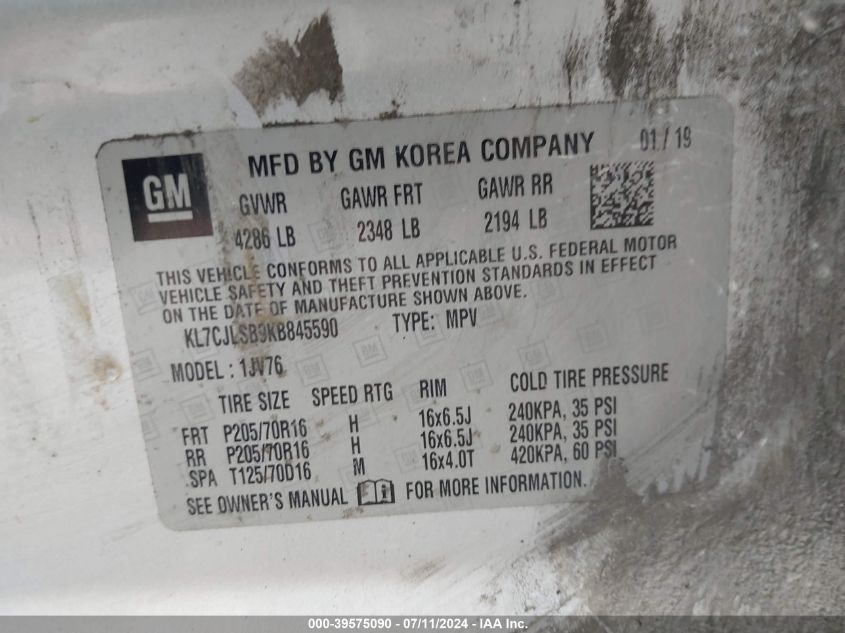 MFD BY GM KOREA COMPANY 01/19
GM
GVWR GAWR FRT GAWR RR
4286 LB 2348 LB 2194 LB
THIS VEHICLE CONFORMS TO ALL APPLICABLE U.S. FEDERAL MOTOR
VEHICLE SAFETY AND THEFT PREVENTION STANDARDS IN EFFECT
ON THE DATE OF MANUFACTURE SHOWN ABOVE.
KL7CJLSB9KB845590 TYPE: MPV
MODEL: 1JV76
TIRE SIZE SPEED RTG RIM COLD TIRE PRESSURE
FRT P205/70R16 H 16x6.5J 240KPA, 35 PSI
RR P205/70R16 H 16x6.5J 240KPA, 35 PSI
SPA T125/70D16 M 16x4.0T 420KPA, 60 PSI
SEE OWNER'S MANUAL FOR MORE INFORMATION.
000-39575090 - 07/11/2024 - IAA Inc.